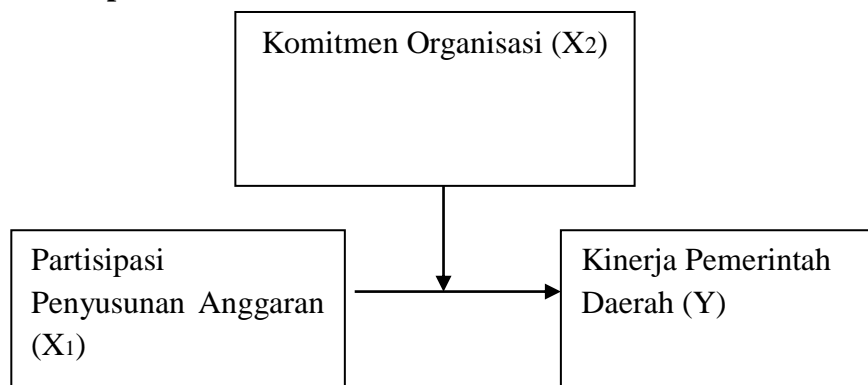 Komitmen Organisasi (X2)
Partisipasi
Penyusunan Anggaran
(X1)
Kinerja Pemerintah
Daerah (Y)